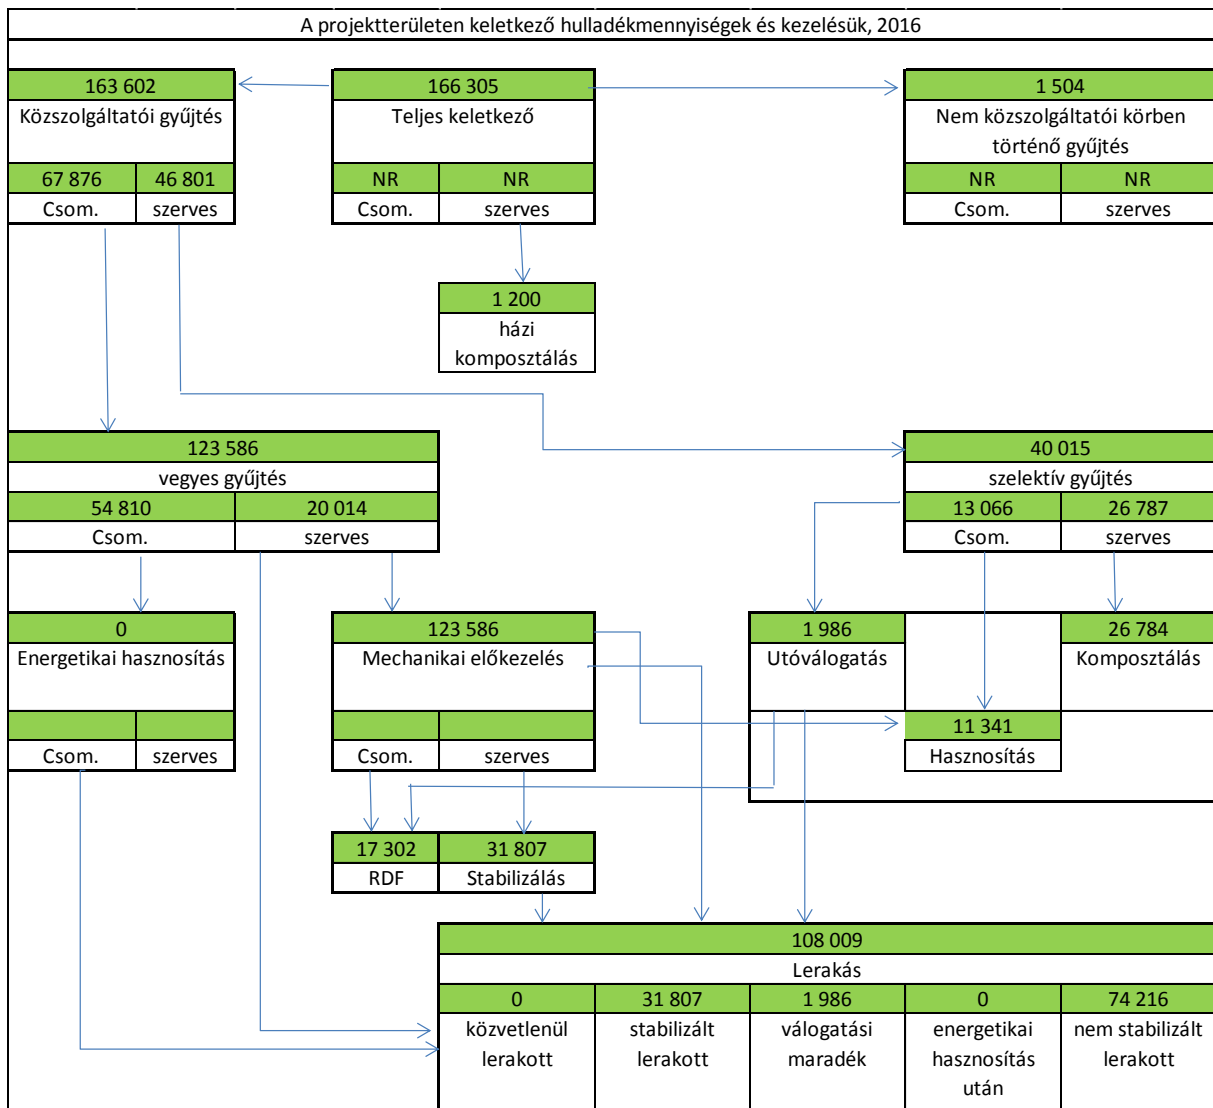 A projektterületen keletkező hulladékmennyiségek és kezelésük, 2016
163 602
Közszolgáltatói gyűjtés
67 876 46 801
Csom. szerves
166 305
Teljes keletkező
NR NR
Csom. szerves
1 504
Nem közszolgáltatói körben
történő gyűjtés
NR NR
Csom. szerves
1 200
házi
komposztálás
123 586
vegyes gyűjtés
54 810 20 014
Csom. szerves
40 015
szelektív gyűjtés
13 066 26 787
Csom. szerves
0
Energetikai hasznosítás
Csom. szerves
123 586
Mechanikai előkezelés
Csom. szerves
1 986
Utóválogatás
26 784
Komposztálás
11 341
Hasznosítás
17 302 31 807
RDF Stabilizálás
108 009
Lerakás
0 31 807 1 986 0 74 216
közvetlenül stabilizált válogatási energetikai nem stabilizált
lerakott lerakott maradék hasznosítás lerakott
után